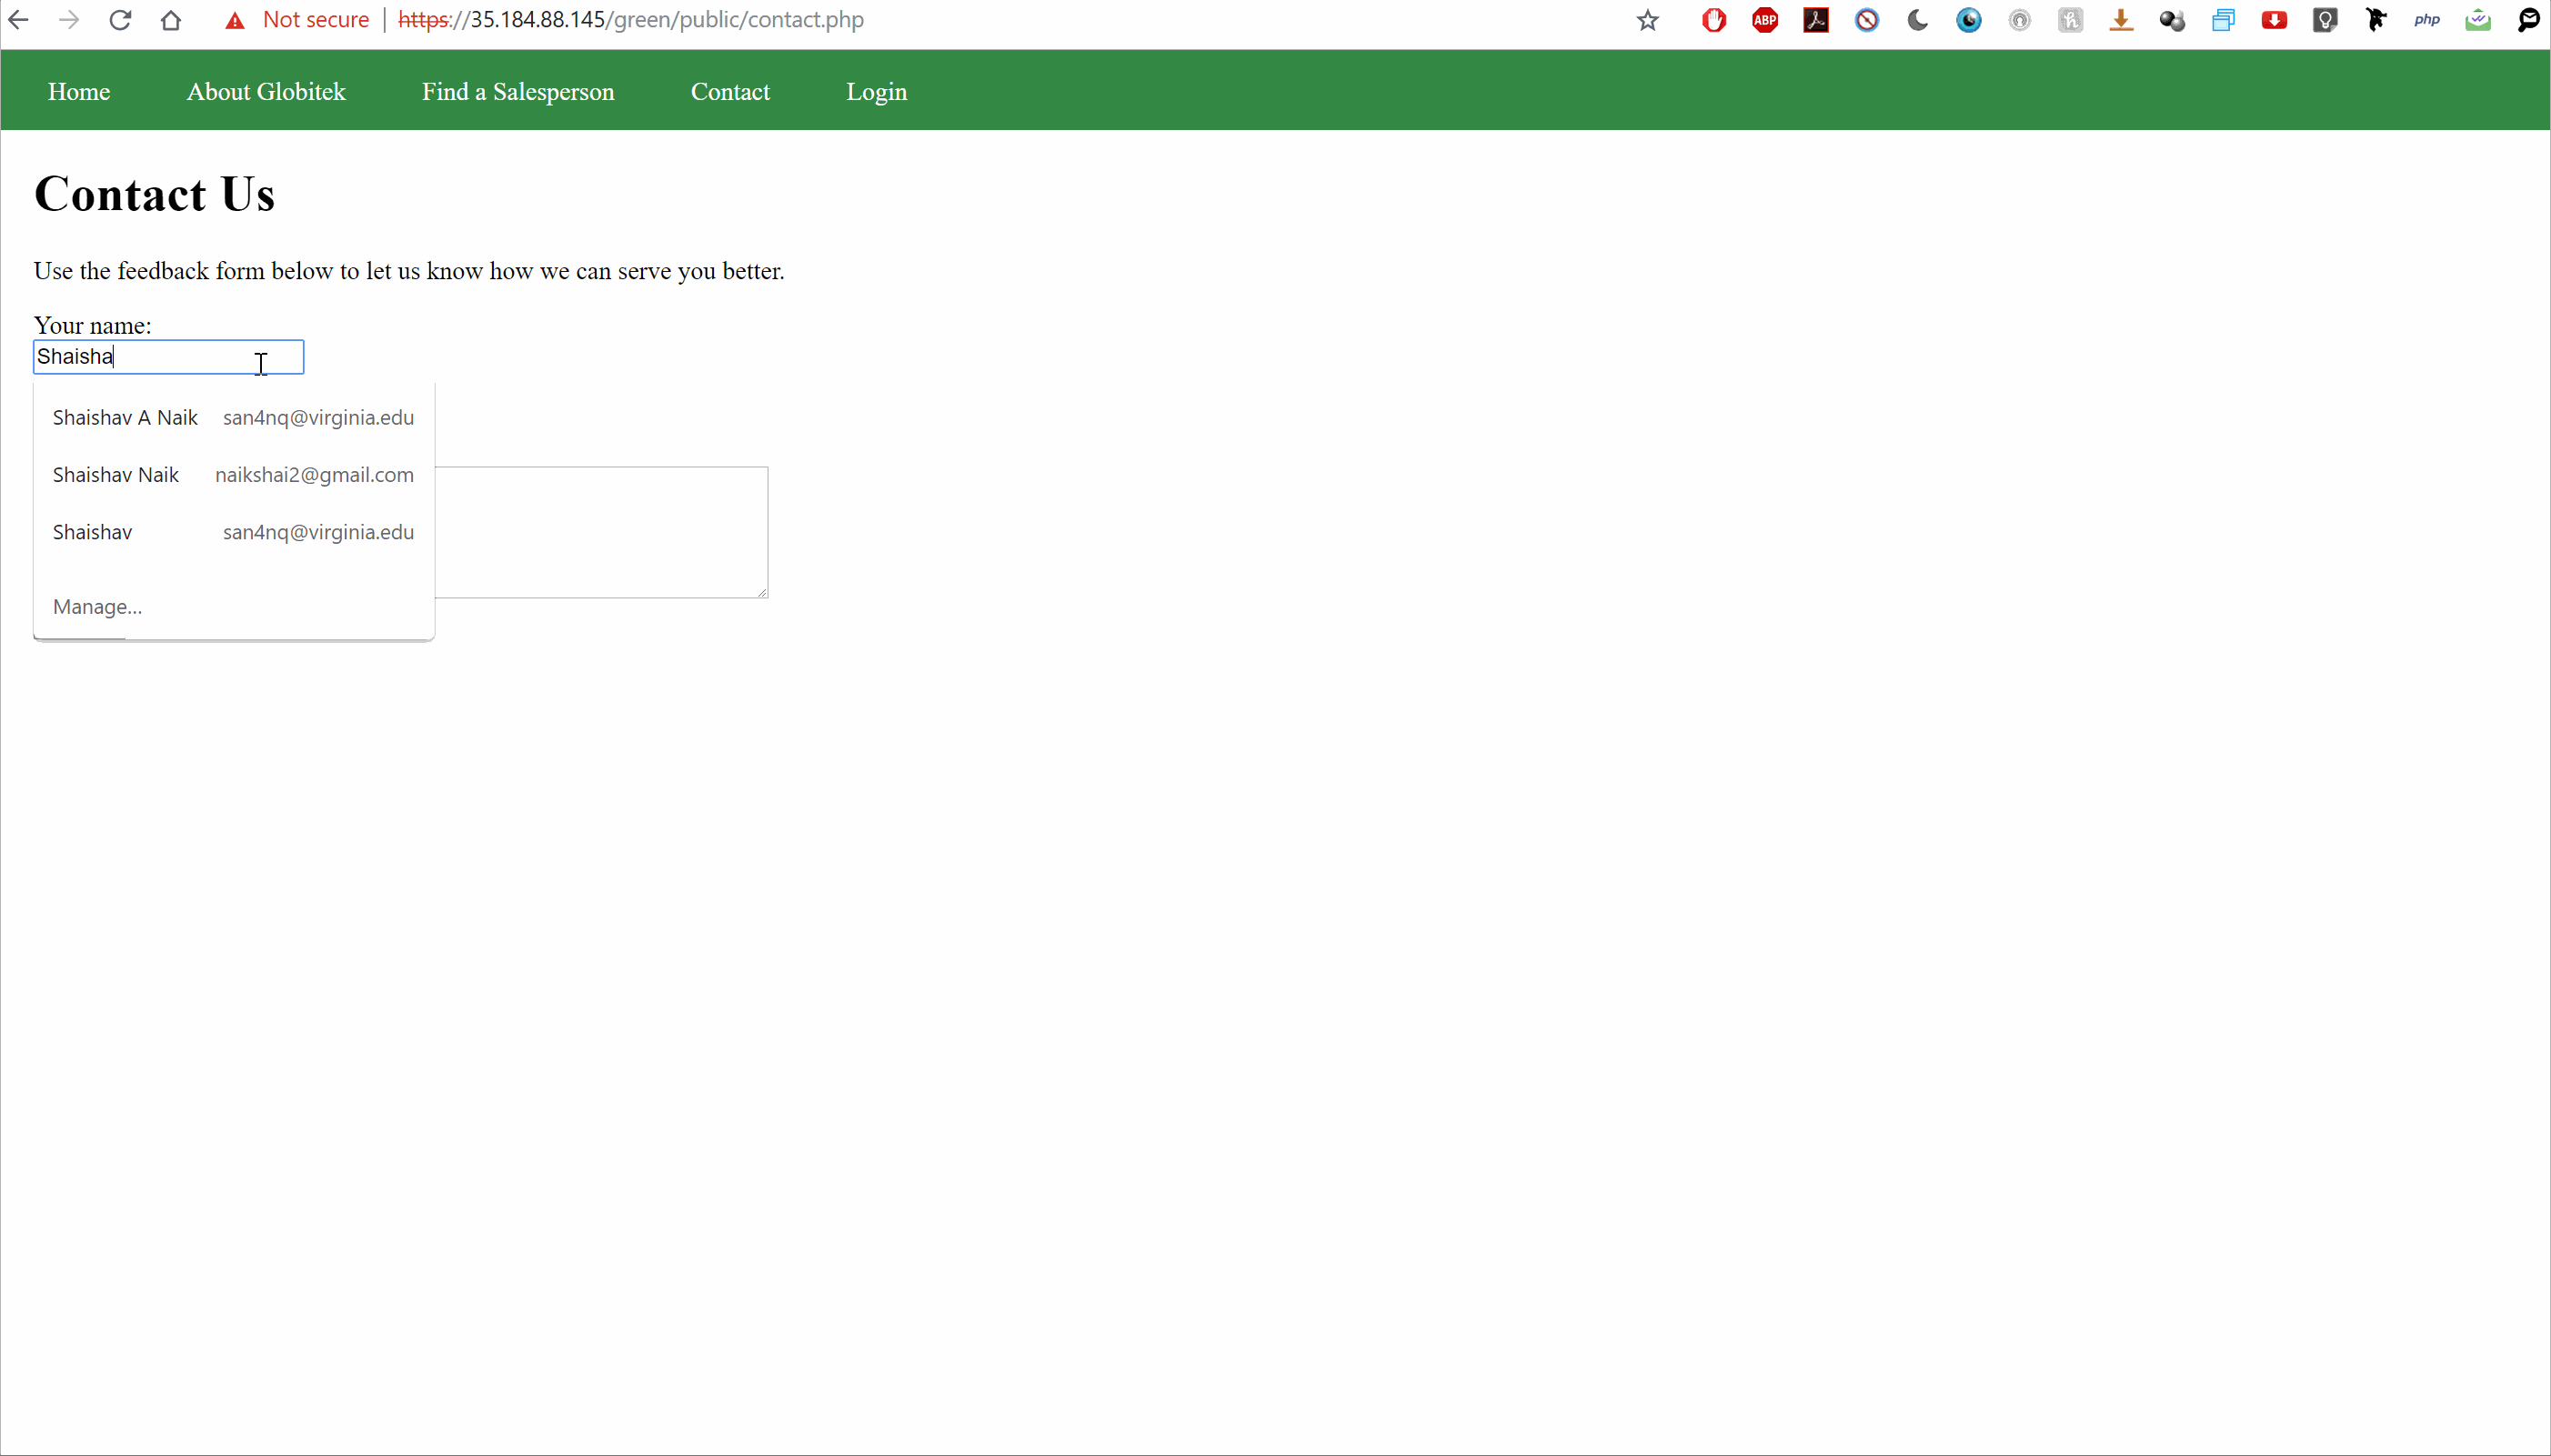 Not secure | https://35.184.88.145/green/public/contact.php
ABP
php
Home About Globitek Find a Salesperson Contact Login
Contact Us
Use the feedback form below to let us know how we can serve you better.
Your name:
Shaisha
Shaishav A Naik san4nq@virginia.edu
Shaishav Naik naikshai2@gmail.com
Shaishav san4nq@virginia.edu
Manage...